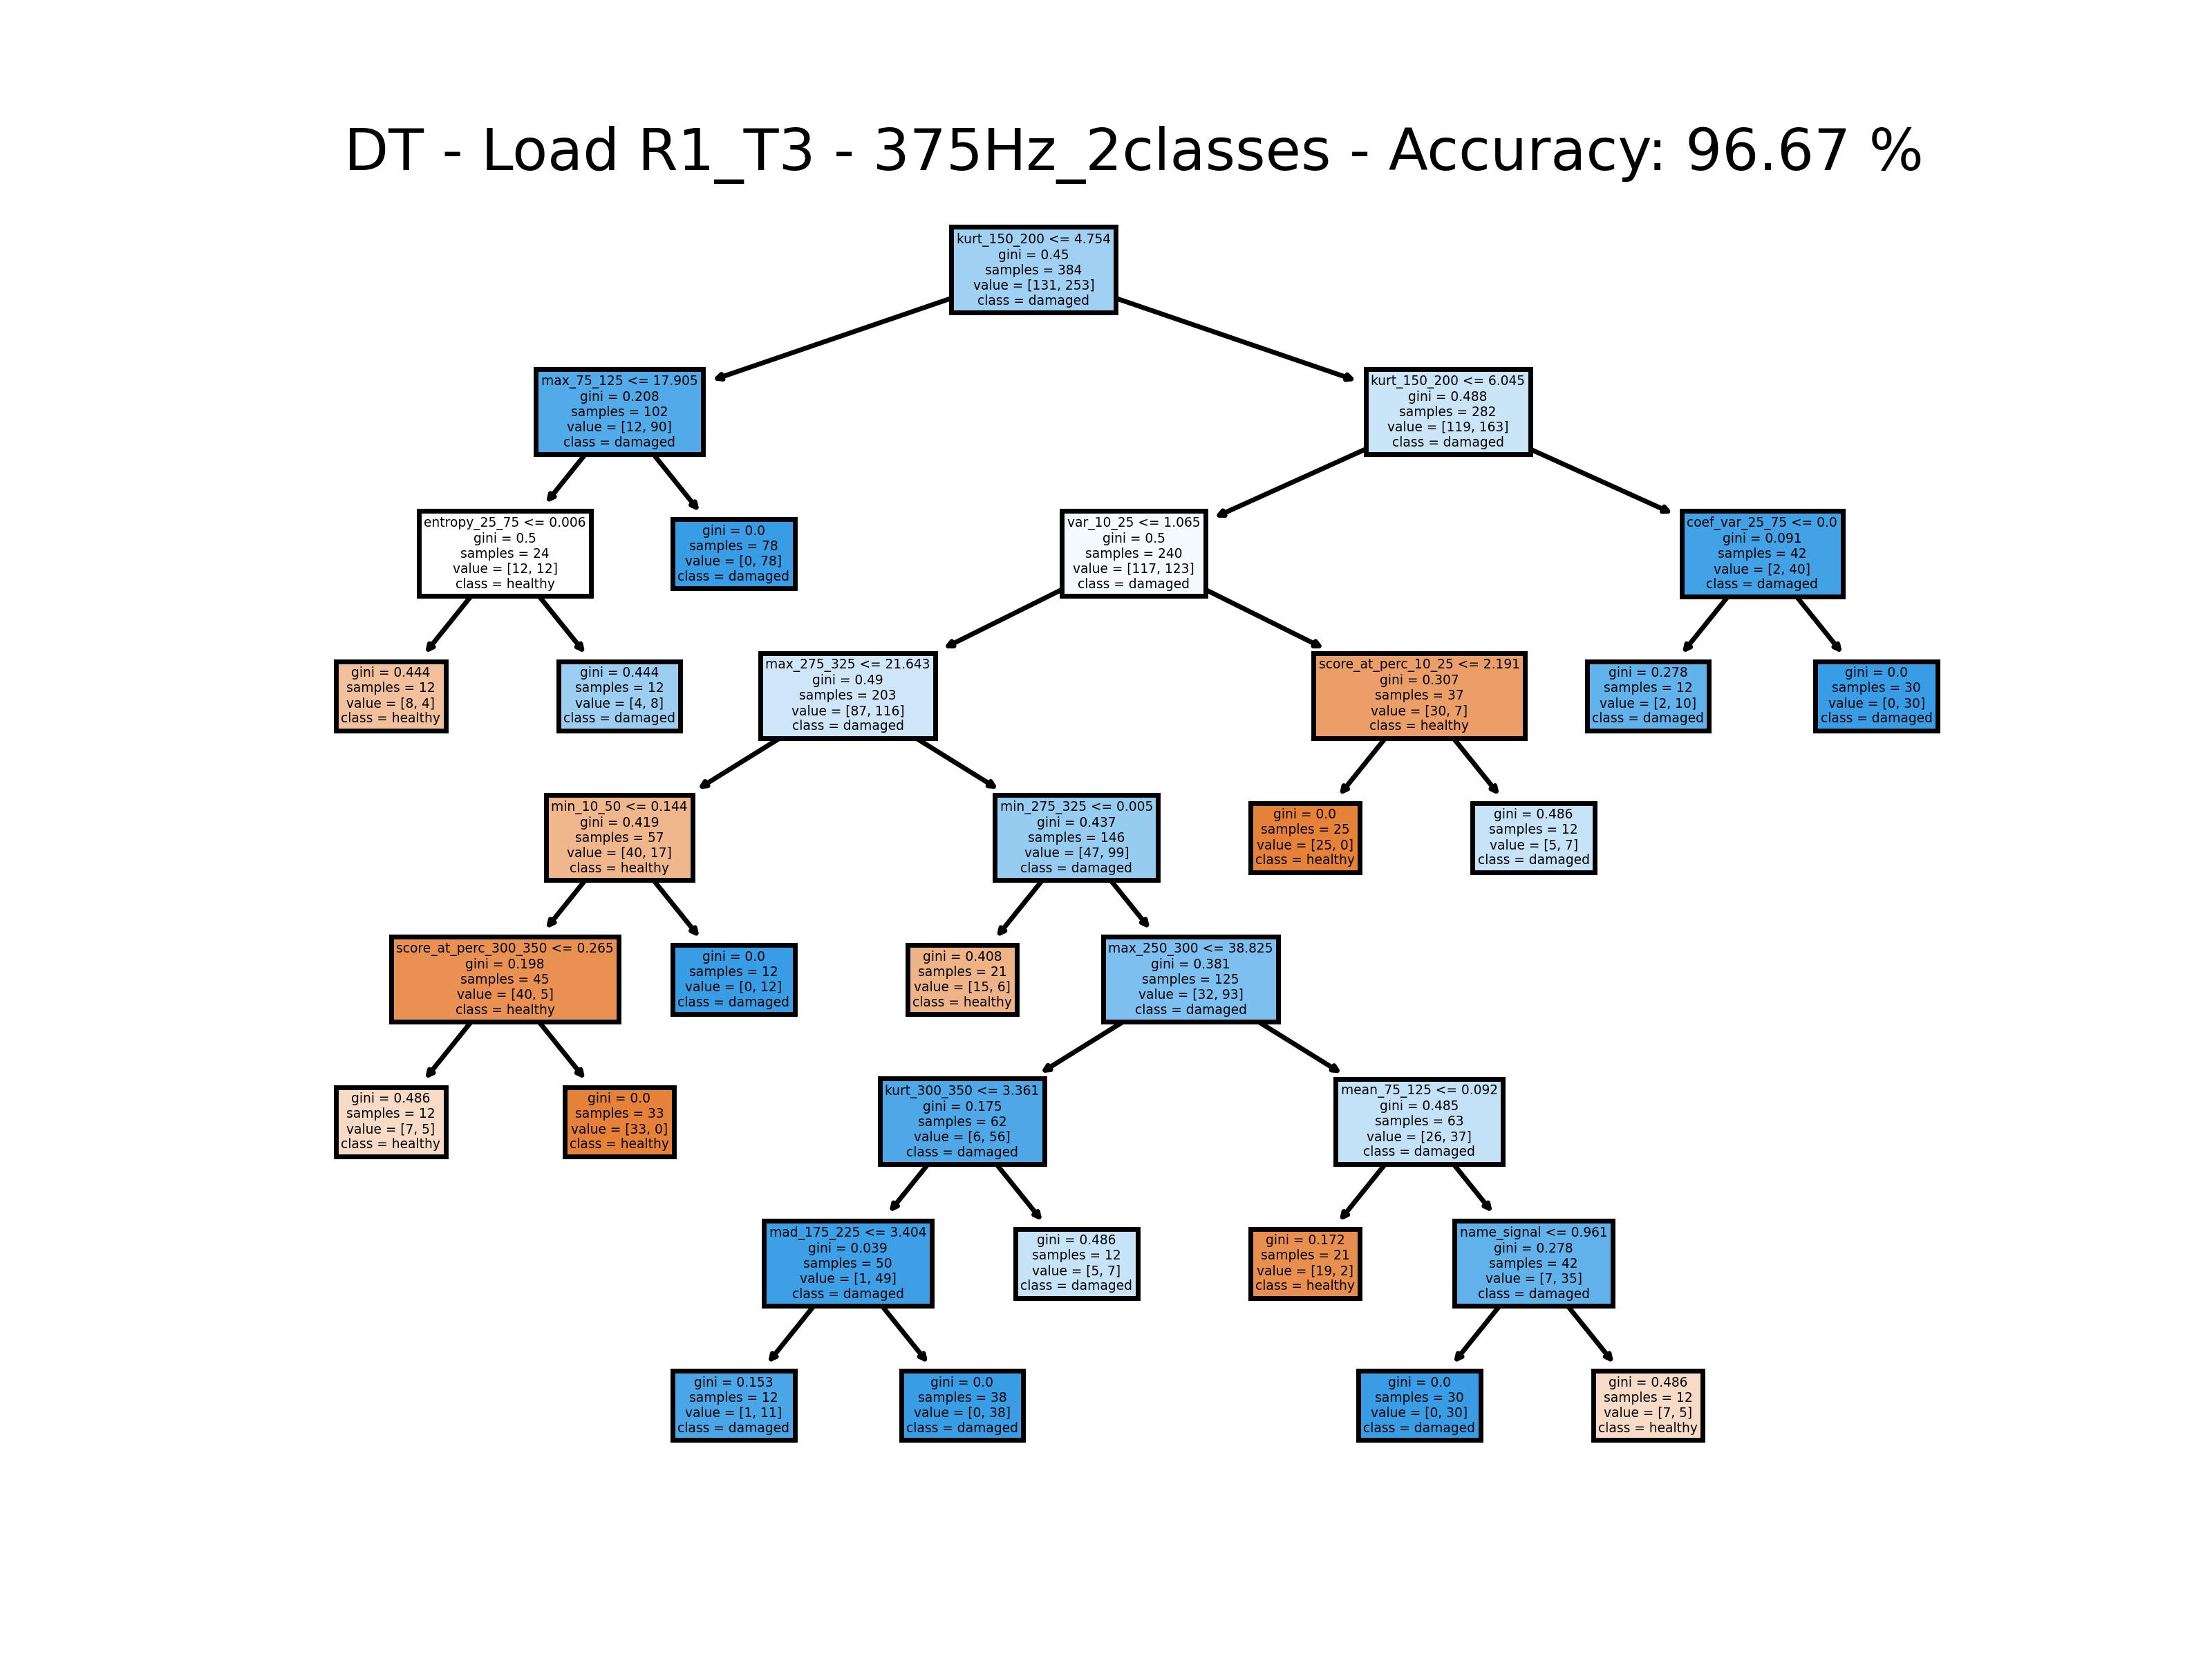 DT - Load R1_T3 - 375Hz_2classes - Accuracy: 96.67 %
kurt_150_200 <= 4.754
gini = 0.45
samples = 384
value = [131, 253]
class = damaged
max_75_125 <= 17.905
gini = 0.208
samples = 102
value = [12, 90]
class = damaged
kurt_150_200 <= 6.045
gini = 0.488
samples = 282
value = [119, 163]
class = damaged
entropy_25_75 <= 0.006
gini = 0.5
samples = 24
value = [12, 12]
class = healthy
gini = 0.0
samples = 78
value = [0, 78]
class = damaged
var_10_25 <= 1.065
gini = 0.5
samples = 240
value = [117, 123]
class = damaged
coef_var_25_75 <= 0.0
gini = 0.091
samples = 42
value = [2, 40]
class = damaged
gini = 0.444
samples = 12
value = [8, 4]
class = healthy
gini = 0.444
samples = 12
value = [4, 8]
class = damaged
max_275_325 <= 21.643
gini = 0.49
samples = 203
value = [87, 116]
class = damaged
score_at_perc_10_25 <= 2.191
gini = 0.307
samples = 37
value = [30, 7]
class = healthy
gini = 0.278
samples = 12
value = [2, 10]
class = damaged
gini = 0.0
samples = 30
value = [0, 30]
class = damaged
min_10_50 <= 0.144
gini = 0.419
samples = 57
value = [40, 17]
class = healthy
min_275_325 <= 0.005
gini = 0.437
samples = 146
value = [47, 99]
class = damaged
gini = 0.0
samples = 25
value = [25, 0]
class = healthy
gini = 0.486
samples = 12
value = [5, 7]
class = damaged
score_at_perc_300_350 <= 0.265
gini = 0.198
samples = 45
value = [40, 5]
class = healthy
gini = 0.0
samples = 12
value = [0, 12]
class = damaged
gini = 0.408
samples = 21
value = [15, 6]
class = healthy
max_250_300 <= 38.825
gini = 0.381
samples = 125
value = [32, 93]
class = damaged
gini = 0.486
samples = 12
value = [7, 5]
class = healthy
gini = 0.0
samples = 33
value = [33, 0]
class = healthy
kurt_300_350 <= 3.361
gini = 0.175
samples = 62
value = [6, 56]
class = damaged
mean_75_125 <= 0.092
gini = 0.485
samples = 63
value = [26, 37]
class = damaged
mad_175_225 <= 3.404
gini = 0.039
samples = 50
value = [1, 49]
class = damaged
gini = 0.486
samples = 12
value = [5, 7]
class = damaged
gini = 0.172
samples = 21
value = [19, 2]
class = healthy
name_signal <= 0.961
gini = 0.278
samples = 42
value = [7, 35]
class = damaged
gini = 0.153
samples = 12
value = [1, 11]
class = damaged
gini = 0.0
samples = 38
value = [0, 38]
class = damaged
gini = 0.0
samples = 30
value = [0, 30]
class = damaged
gini = 0.486
samples = 12
value = [7, 5]
class = healthy